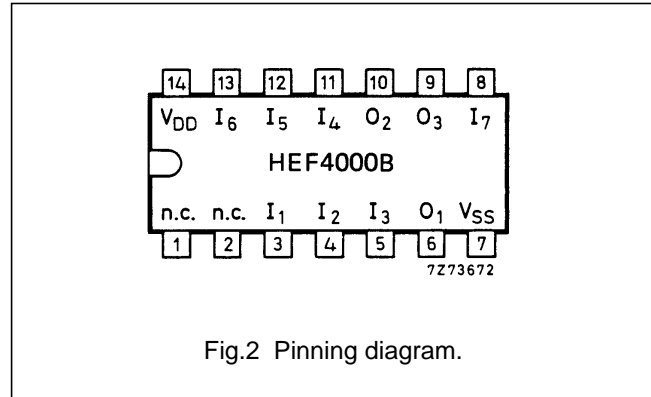 14 13 12 11 10 9 8
VDD I6 I5 I4 O2 O3 I7
HEF4000B
n.c. n.c. I1 I2 I3 O1 VSS
1 2 3 4 5 6 7
7Z73672
Fig.2 Pinning diagram.